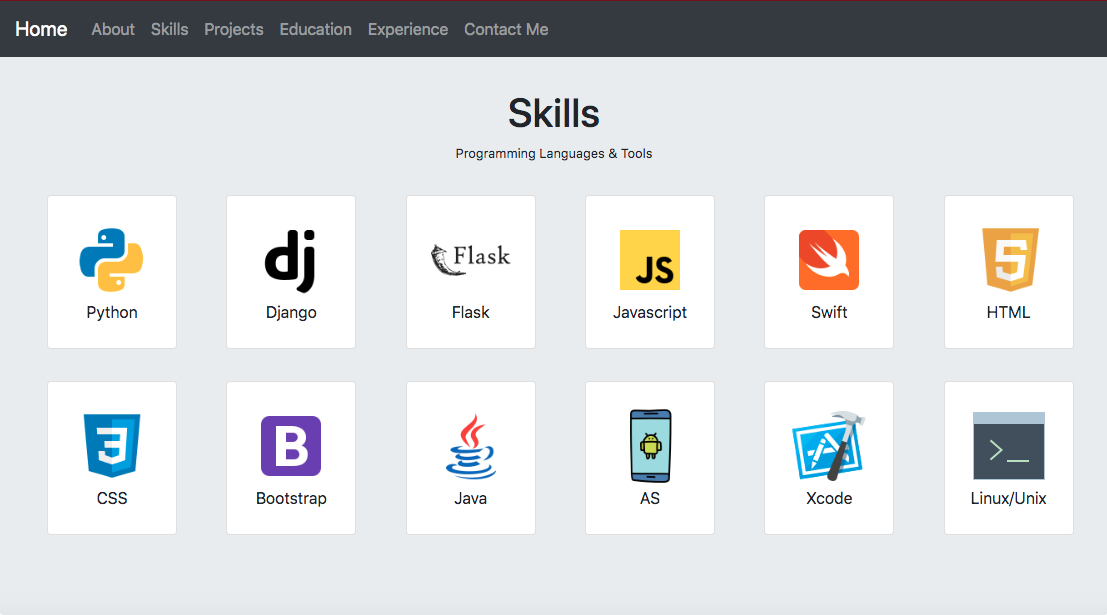 Home About Skills Projects Education Experience Contact Me
Skills
Programming Languages & Tools
dj Flask JS 5
Python Django Flask Javascript Swift HTML
3 B >_
CSS Bootstrap Java AS Xcode Linux/Unix